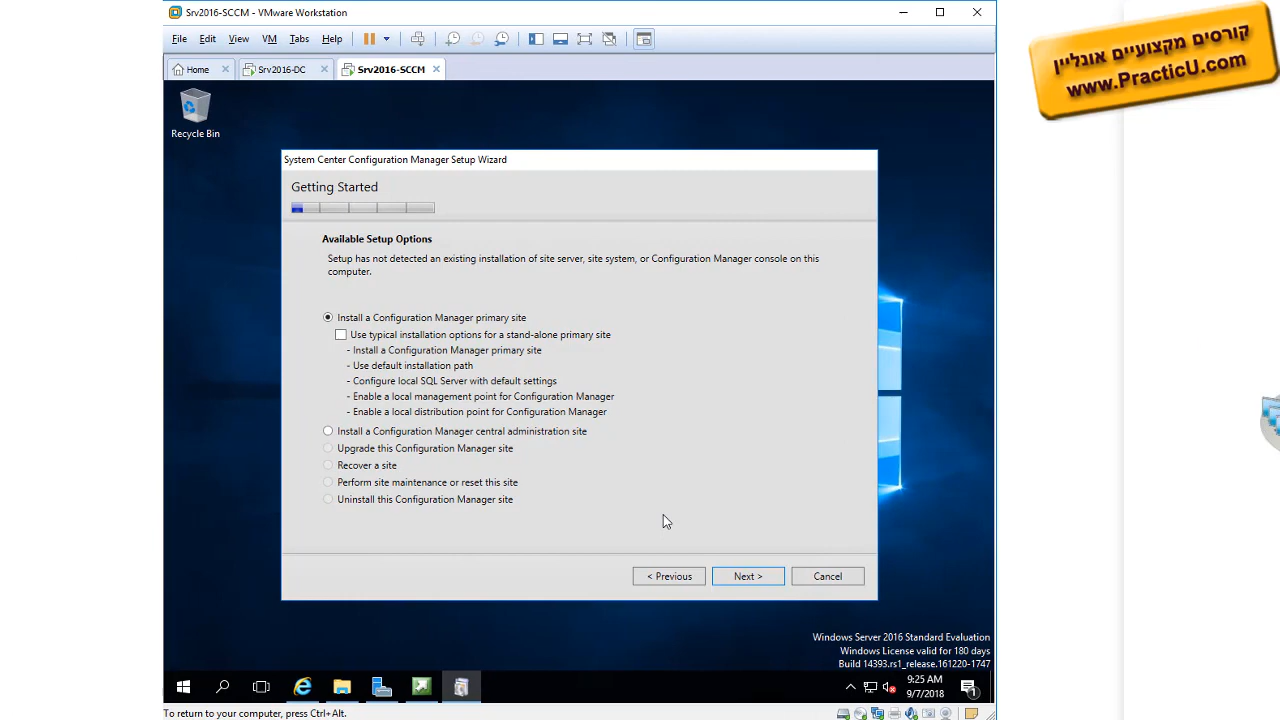 Srv2016-SCCM - VMware Workstation
File Edit View VM Tabs Help
Home Srv2016-DC Srv2016-SCCM
קורסים מקצועיים אונליין
www.PracticU.com
Recycle Bin
System Center Configuration Manager Setup Wizard
Getting Started
Available Setup Options
Setup has not detected an existing installation of site server, site system, or Configuration Manager console on this
computer.
Install a Configuration Manager primary site
Use typical installation options for a stand-alone primary site
- Install a Configuration Manager primary site
- Use default installation path
- Configure local SQL Server with default settings
- Enable a local management point for Configuration Manager
- Enable a local distribution point for Configuration Manager
Install a Configuration Manager central administration site
Upgrade this Configuration Manager site
Recover a site
Perform site maintenance or reset this site
Uninstall this Configuration Manager site
< Previous Next > Cancel
Windows Server 2016 Standard Evaluation
Windows License valid for 180 days
Build 14393.rs1_release.161220-1747
9:25 AM
9/7/2018
1
To return to your computer, press Ctrl+Alt.